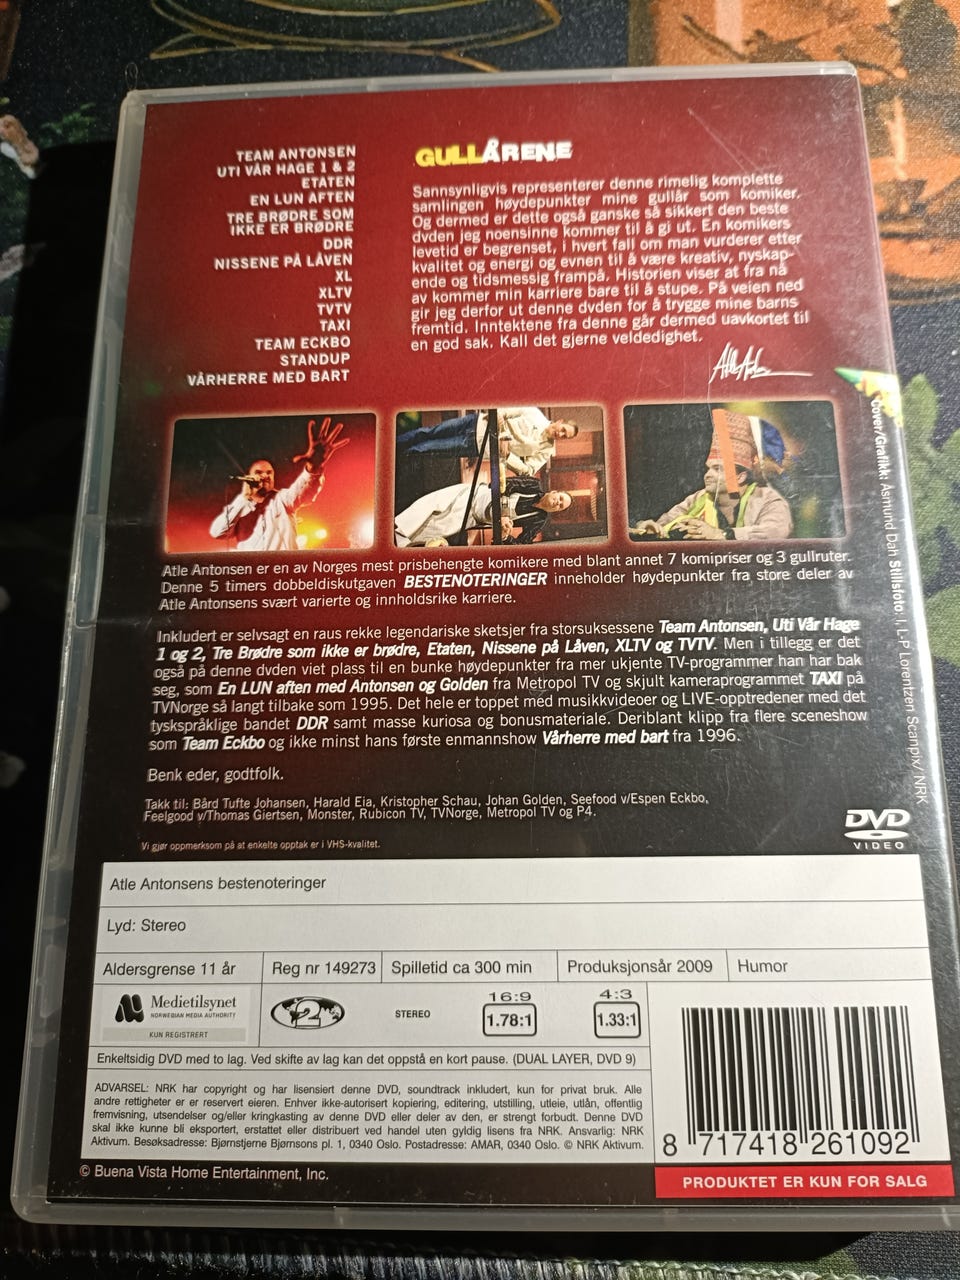 TEAM ANTONSEN
UTI VÅR HAGE 1 & 2
ETATEN
EN LUN AFTEN
TRE BRØDRE SOM
IKKE ER BRØDRE
DDR
NISSENE PÅ LÅVEN
XL
XLTV
TVTV
TAXI
TEAM ECKBO
STANDUP
VÅRHERRE MED BART
GULLÅRENE
Sannsynligvis representerer denne rimelig komplette
samlingen høydepunkter mine gullår som komiker.
Og dermed er dette også ganske så sikkert den beste
dvden jeg noensinne kommer til å gi ut. En komikers
levetid er begrenset, i hvert fall om man vurderer etter
kvalitet og energi og evnen til å være kreativ, nyskap-
ende og tidsmessig frampå. Historien viser at fra nå
av kommer min karriere bare til å stupe. På veien ned
gir jeg derfor ut denne dvden for å trygge mine barns
fremtid. Inntektene fra denne går dermed uavkortet til
en god sak. Kall det gjerne veldedighet.
Cover/Grafikk: Åsmund Dah Stillsfoto: I, L-P Lorentzen Scanpix/ NRK
Atle Antonsen er en av Norges mest prisbehengte komikere med blant annet 7 komipriser og 3 gullruter.
Denne 5 timers dobbeldiskutgaven BESTENOTERINGER inneholder høydepunkter fra store deler av
Atle Antonsens svært varierte og innholdsrike karriere.
Inkludert er selvsagt en raus rekke legendariske sketsjer fra storsuksessene Team Antonsen, Uti Vår Hage
1 og 2, Tre Brødre som ikke er brødre, Etaten, Nissene på Låven, XLTV og TVTV. Men i tillegg er det
også på denne dvden viet plass til en bunke høydepunkter fra mer ukjente TV-programmer han har bak
seg, som En LUN aften med Antonsen og Golden fra Metropol TV og skjult kameraprogrammet TAXI på
TVNorge så langt tilbake som 1995. Det hele er toppet med musikkvideoer og LIVE-opptredener med det
tyskspråklige bandet DDR samt masse kuriosa og bonusmateriale. Deriblant klipp fra flere sceneshow
som Team Eckbo og ikke minst hans første enmannshow Vårherre med bart fra 1996.
Benk eder, godtfolk.
Takk til: Bård Tufte Johansen, Harald Eia, Kristopher Schau, Johan Golden, Seefood v/Espen Eckbo,
Feelgood v/Thomas Giertsen, Monster, Rubicon TV, TVNorge, Metropol TV og P4.
Vi gjør oppmerksom på at enkelte opptak er i VHS-kvalitet.
DVD
VIDEO
Atle Antonsens bestenoteringer
Lyd: Stereo
Aldersgrense 11 år
Reg nr 149273
Spilletid ca 300 min
Produksjonsår 2009
Humor
Medietilsynet
NORWEGIAN MEDIA AUTHORITY
KUN REGISTRERT
2
STEREO
16:9
1.78:1
4:3
1.33:1
Enkeltsidig DVD med to lag. Ved skifte av lag kan det oppstå en kort pause. (DUAL LAYER, DVD 9)
ADVARSEL: NRK har copyright og har lisensiert denne DVD, soundtrack inkludert, kun for privat bruk. Alle
andre rettigheter er er reservert eieren. Enhver ikke-autorisert kopiering, editering, utstilling, utleie, utlån, offentlig
fremvisning, utsendelser og/eller kringkasting av denne DVD eller deler av den, er strengt forbudt. Denne DVD
skal ikke kunne bli eksportert, erstattet eller distribuert ved handel uten gyldig lisens fra NRK. Ansvarlig: NRK
Aktivum. Besøksadresse: Bjørnstjerne Bjørnsons pl. 1, 0340 Oslo. Postadresse: AMAR, 0340 Oslo. © NRK Aktivum.
8 717418 261092
© Buena Vista Home Entertainment, Inc.
PRODUKTET ER KUN FOR SALG